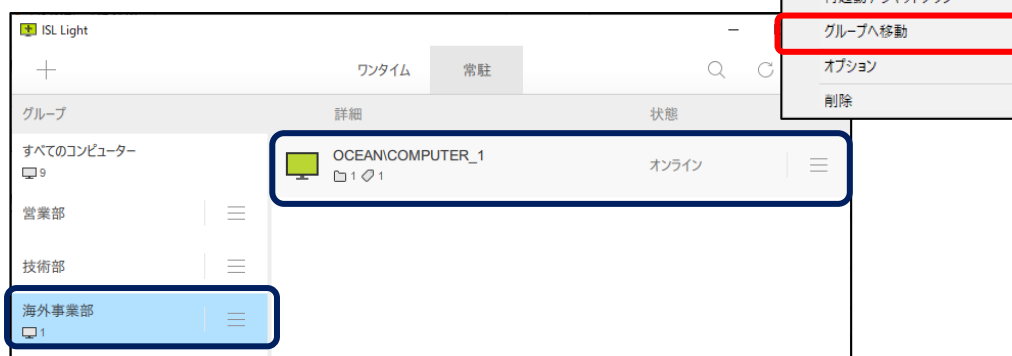 グループへ移動
オプション
削除
ISL Light
ワンタイム 常駐
グループ 詳細 状態
すべてのコンピューター
9
OCEAN\COMPUTER_1 オンライン
1 1
営業部
技術部
海外事業部
1